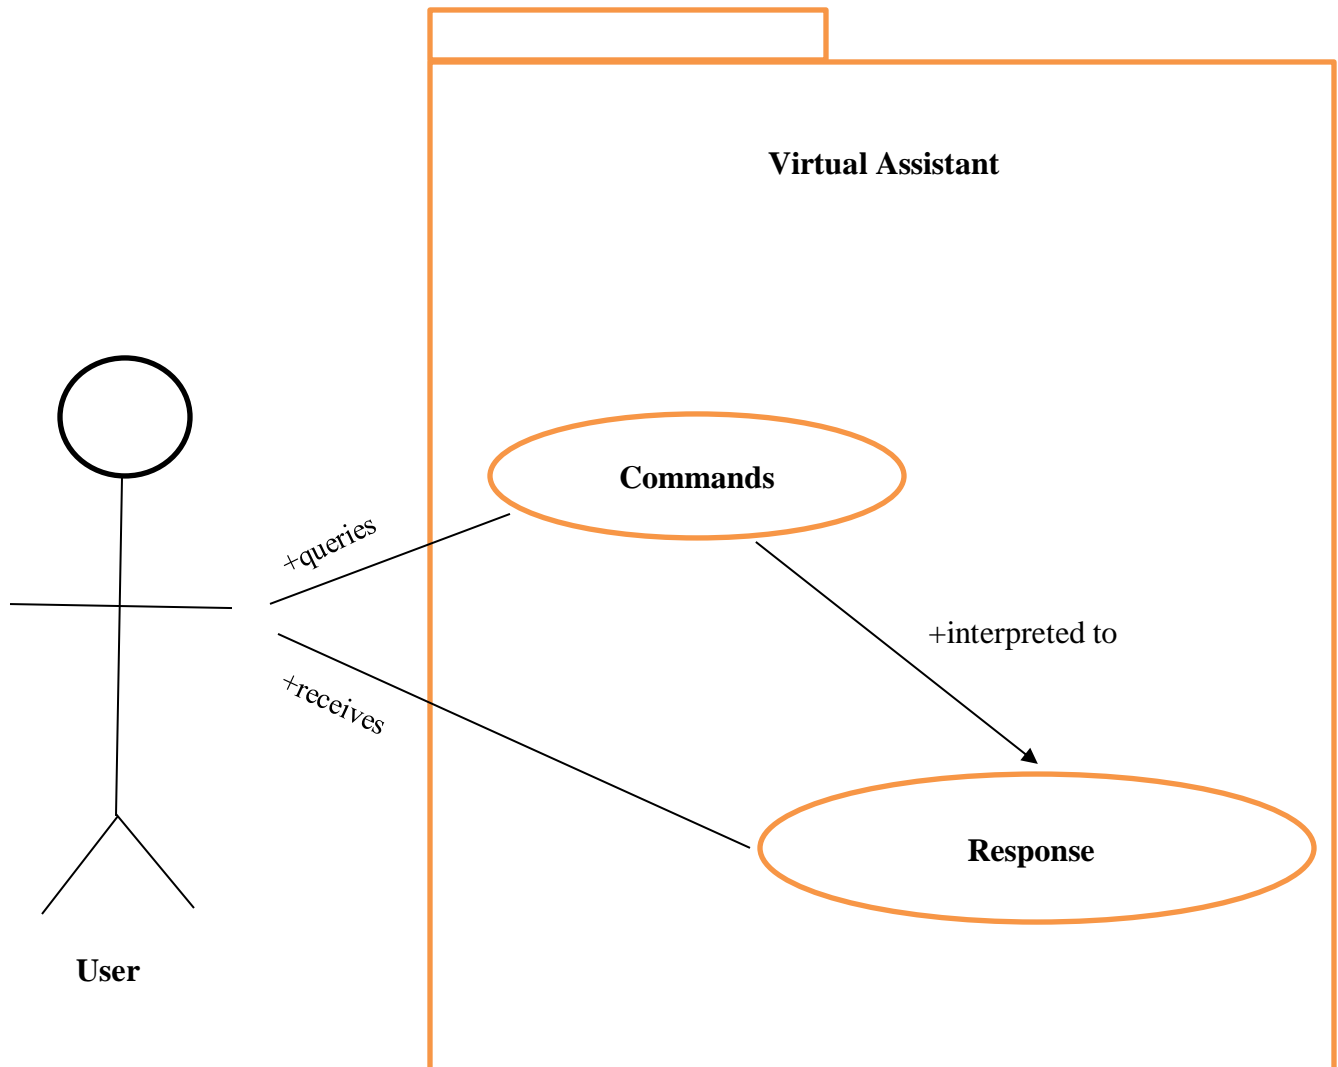 Virtual Assistant
Commands
+queries
+interpreted to
+receives
Response
User